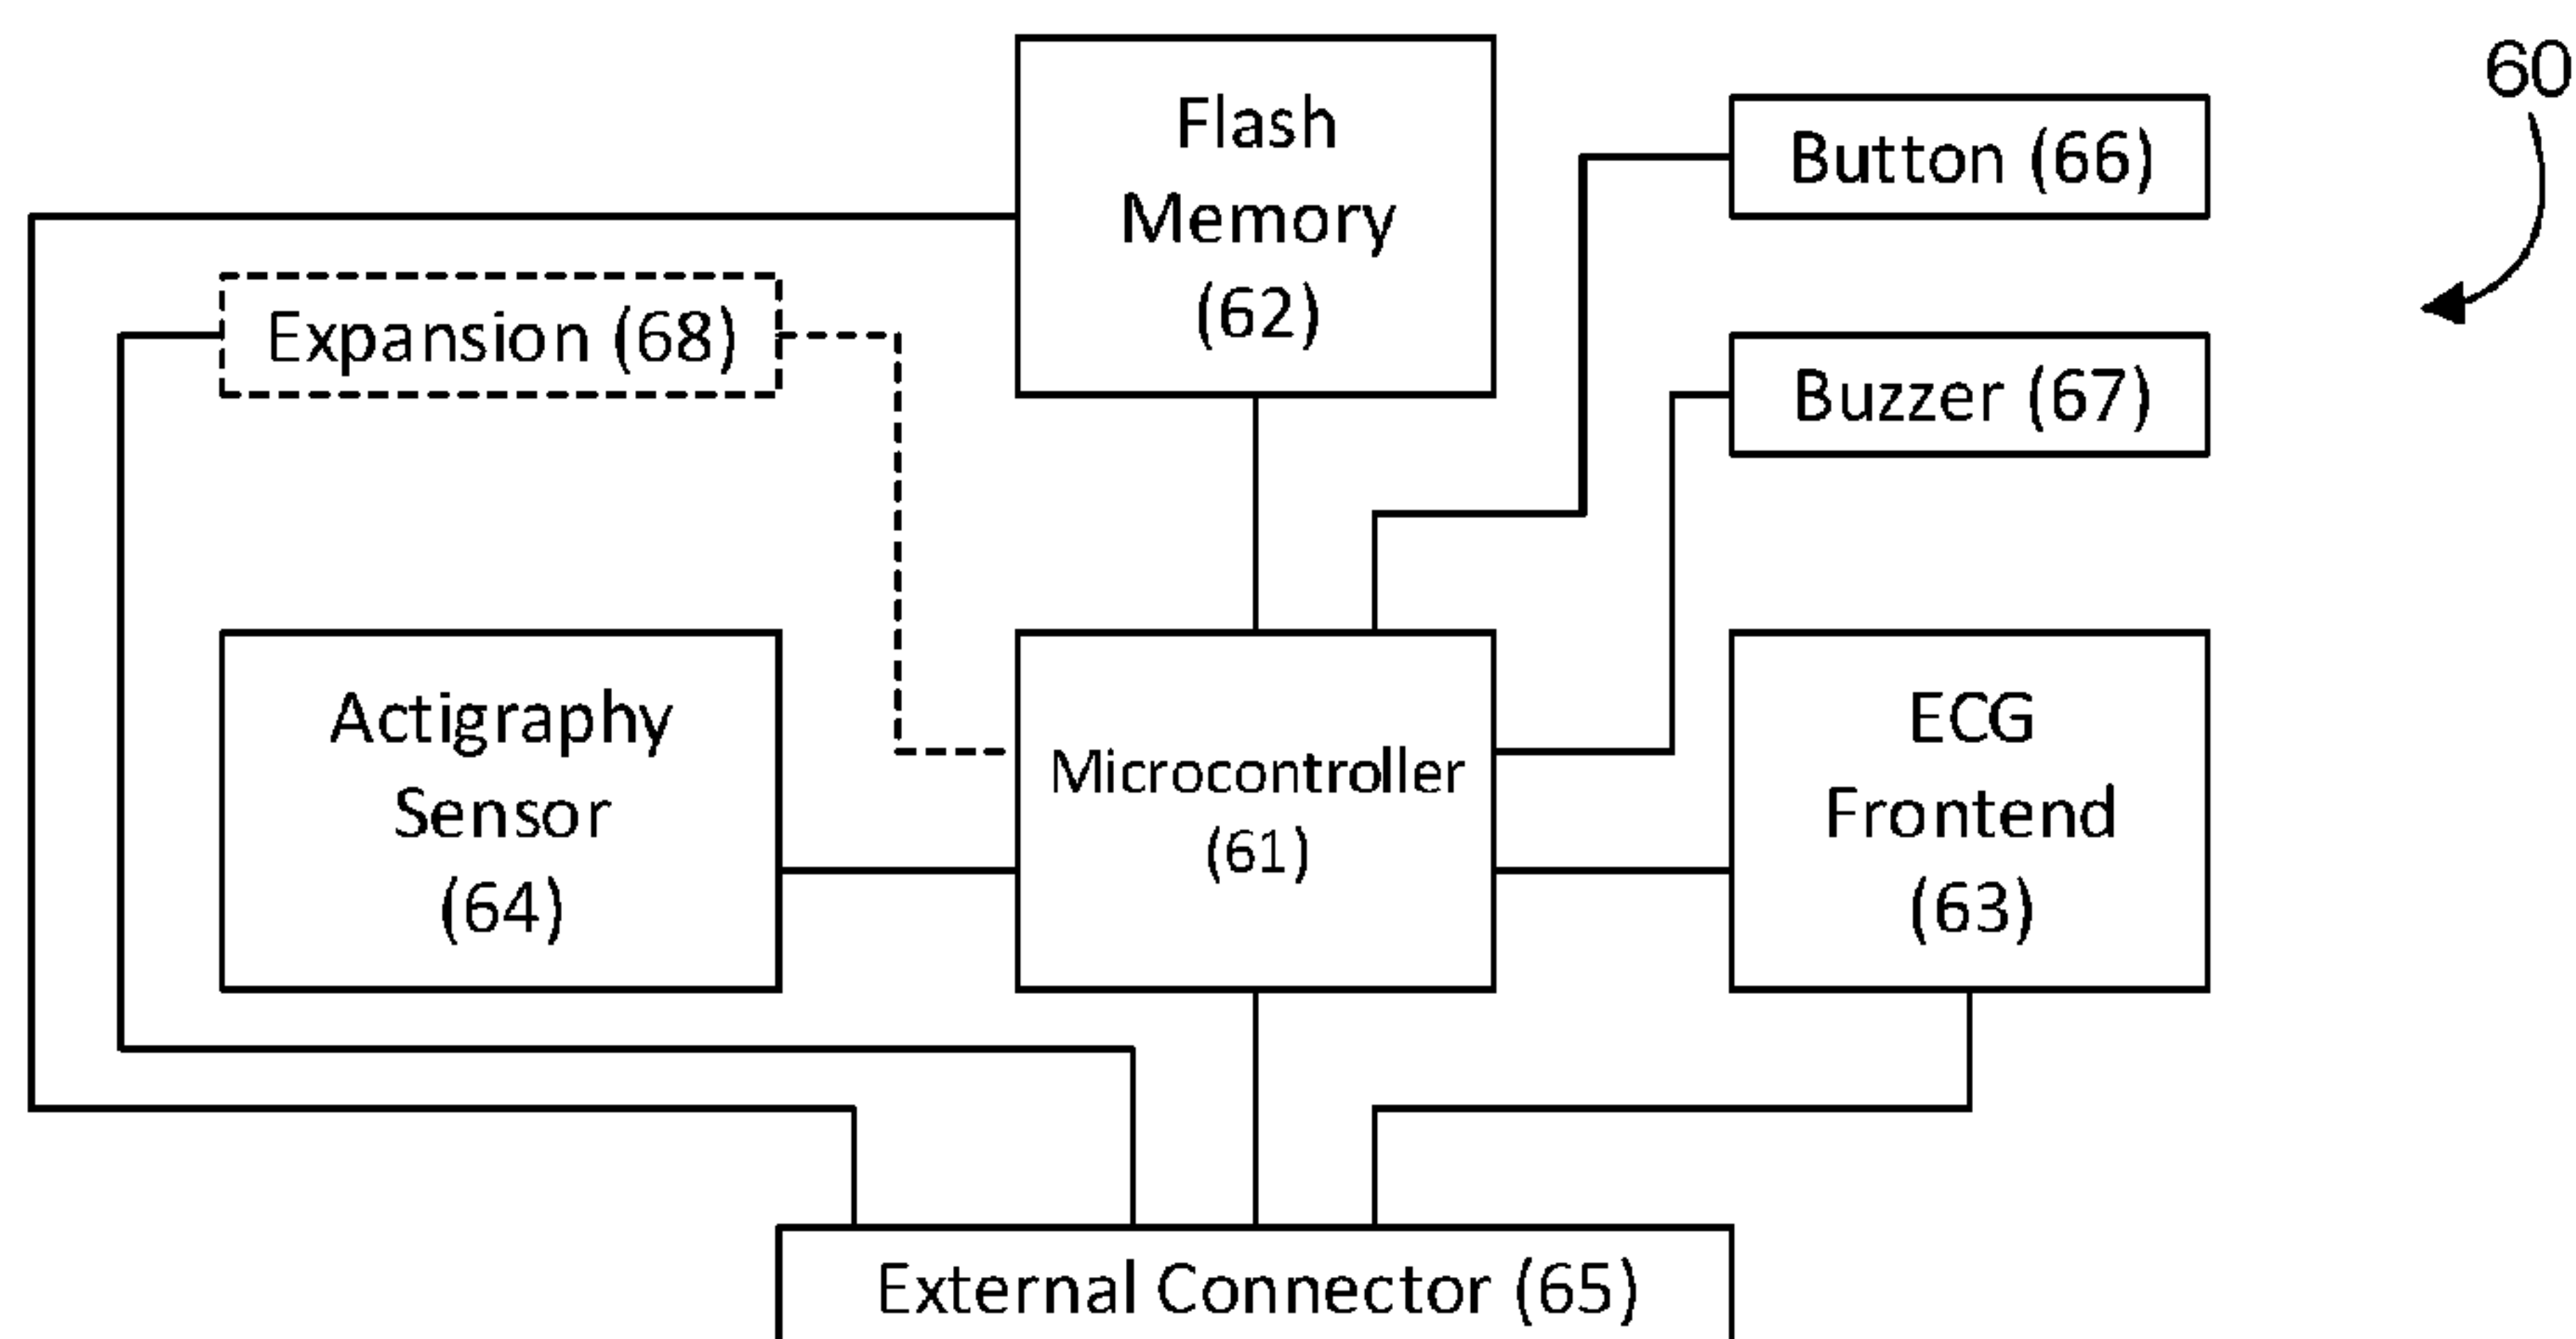 60
Flash
Memory
(62)
Button (66)
Expansion (68)
Buzzer (67)
Actigraphy
Sensor
(64)
Microcontroller
(61)
ECG
Frontend
(63)
External Connector (65)